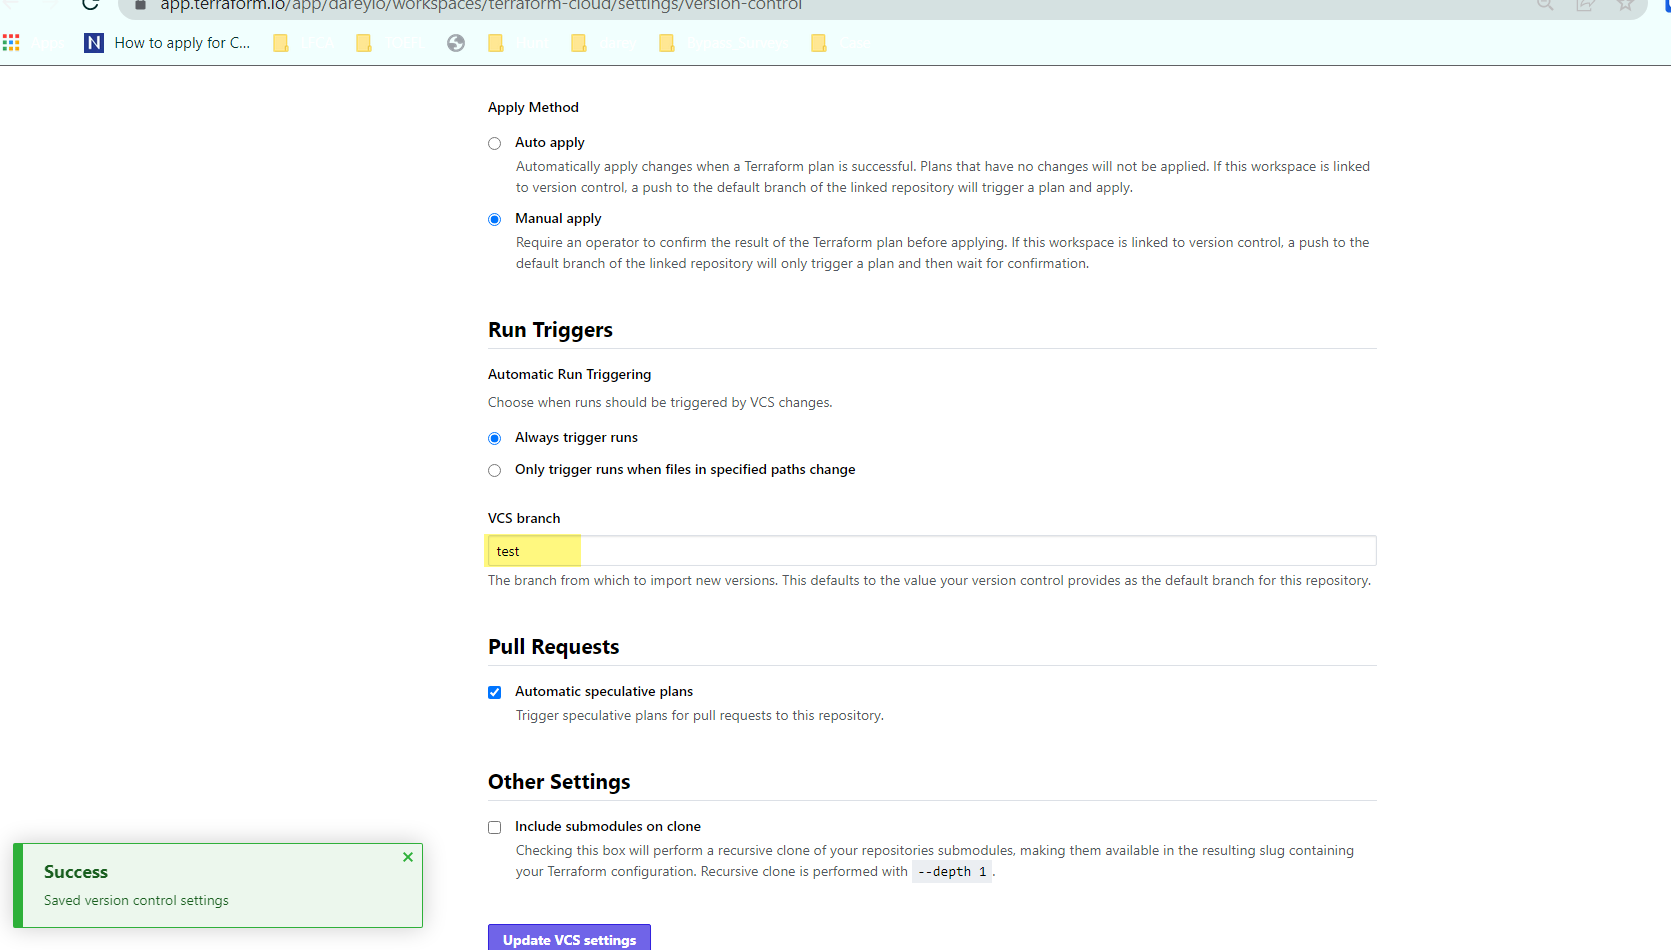 app.terraform.io/app/dareyio/workspaces/terraform-cloud/settings/version-control
N How to apply for C...
Apply Method
Auto apply
Automatically apply changes when a Terraform plan is successful. Plans that have no changes will not be applied. If this workspace is linked
to version control, a push to the default branch of the linked repository will trigger a plan and apply.
Manual apply
Require an operator to confirm the result of the Terraform plan before applying. If this workspace is linked to version control, a push to the
default branch of the linked repository will only trigger a plan and then wait for confirmation.
Run Triggers
Automatic Run Triggering
Choose when runs should be triggered by VCS changes.
Always trigger runs
Only trigger runs when files in specified paths change
VCS branch
test
The branch from which to import new versions. This defaults to the value your version control provides as the default branch for this repository.
Pull Requests
Automatic speculative plans
Trigger speculative plans for pull requests to this repository.
Other Settings
Include submodules on clone
Checking this box will perform a recursive clone of your repositories submodules, making them available in the resulting slug containing
your Terraform configuration. Recursive clone is performed with --depth 1.
Update VCS settings
Success
Saved version control settings